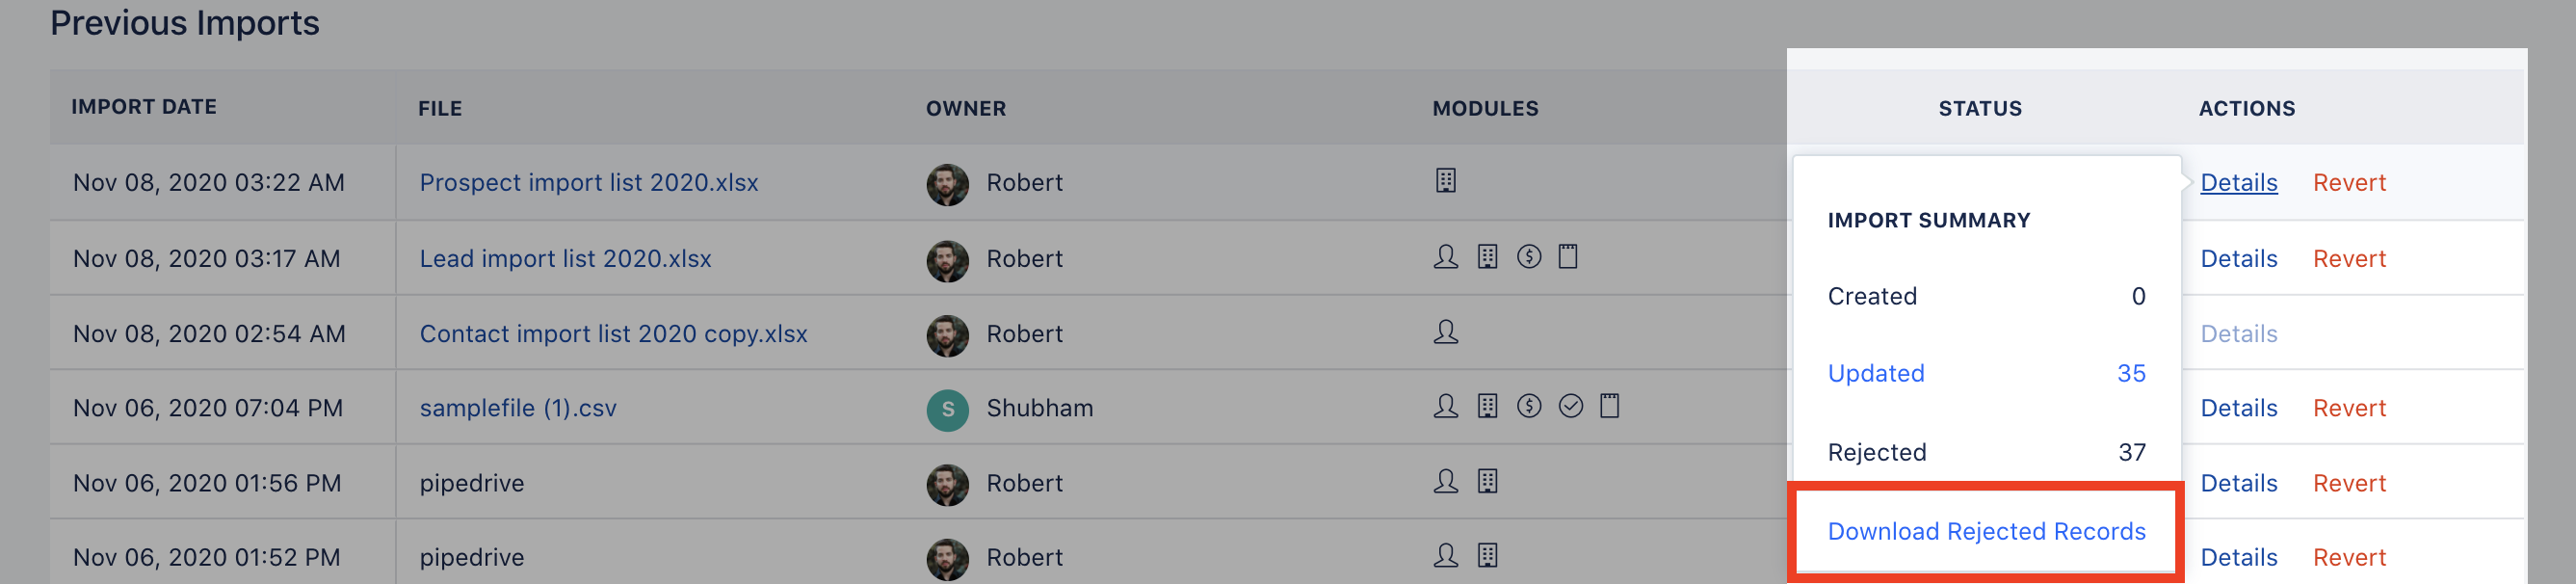 Previous Imports
IMPORT DATE FILE OWNER MODULES STATUS ACTIONS
Nov 08, 2020 03:22 AM Prospect import list 2020.xlsx Robert Details Revert
Nov 08, 2020 03:17 AM Lead import list 2020.xlsx Robert Details Revert
Nov 08, 2020 02:54 AM Contact import list 2020 copy.xlsx Robert Details
Nov 06, 2020 07:04 PM samplefile (1).csv S Shubham Details Revert
Nov 06, 2020 01:56 PM pipedrive Robert Details Revert
Nov 06, 2020 01:52 PM pipedrive Robert Details Revert
IMPORT SUMMARY
Created 0
Updated 35
Rejected 37
Download Rejected Records